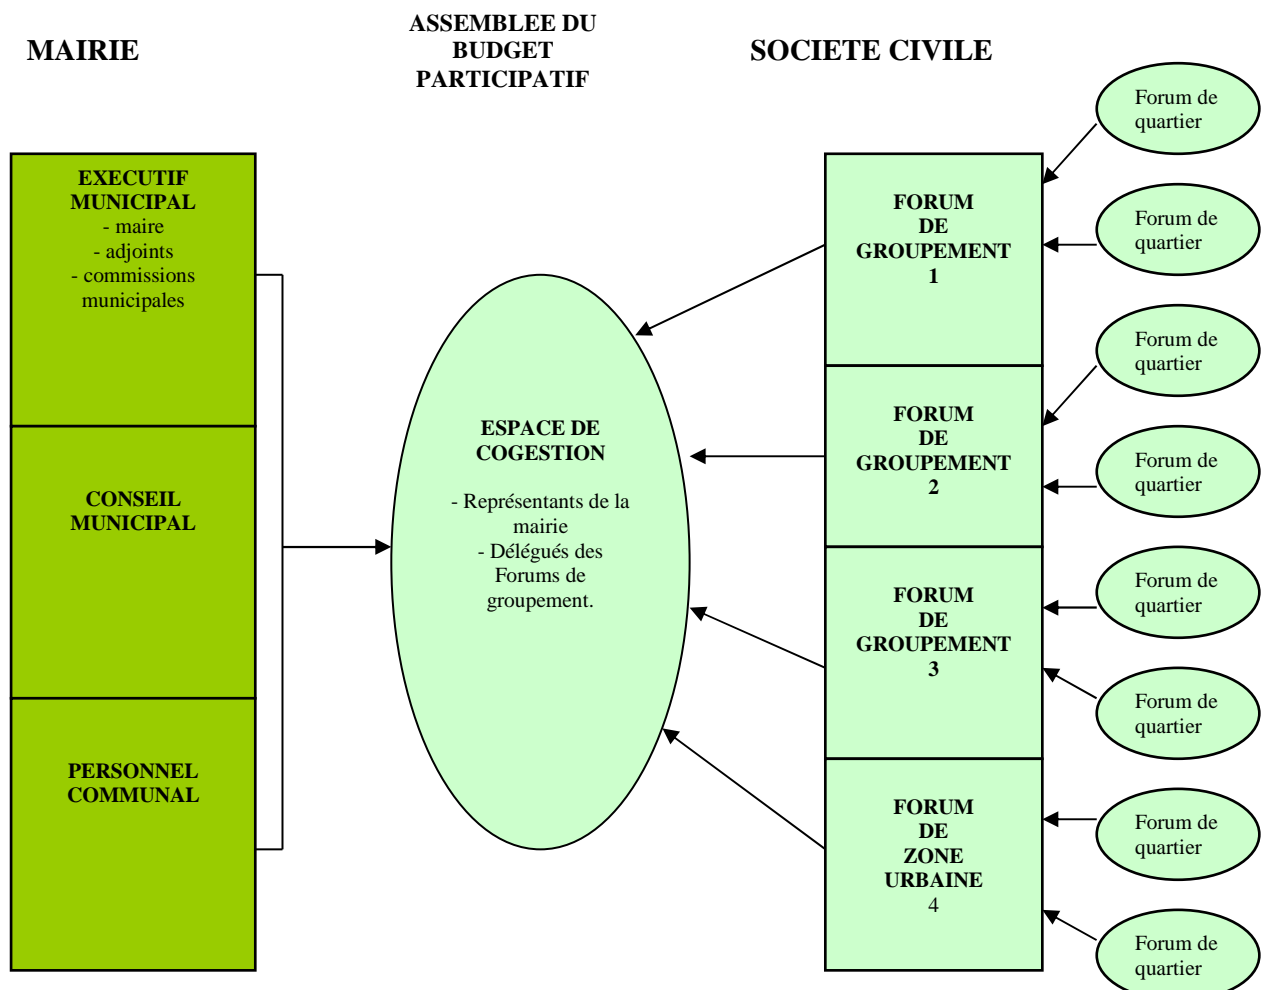 MAIRIE
ASSEMBLEE DU
BUDGET
PARTICIPATIF
SOCIETE CIVILE
EXECUTIF
MUNICIPAL
- maire
- adjoints
- commissions
municipales
CONSEIL
MUNICIPAL
PERSONNEL
COMMUNAL
ESPACE DE
COGESTION
- Représentants de la
mairie
- Délégués des
Forums de
groupement.
FORUM
DE
GROUPEMENT
1
FORUM
DE
GROUPEMENT
2
FORUM
DE
GROUPEMENT
3
FORUM
DE
ZONE
URBAINE
4
Forum de
quartier
Forum de
quartier
Forum de
quartier
Forum de
quartier
Forum de
quartier
Forum de
quartier
Forum de
quartier
Forum de
quartier